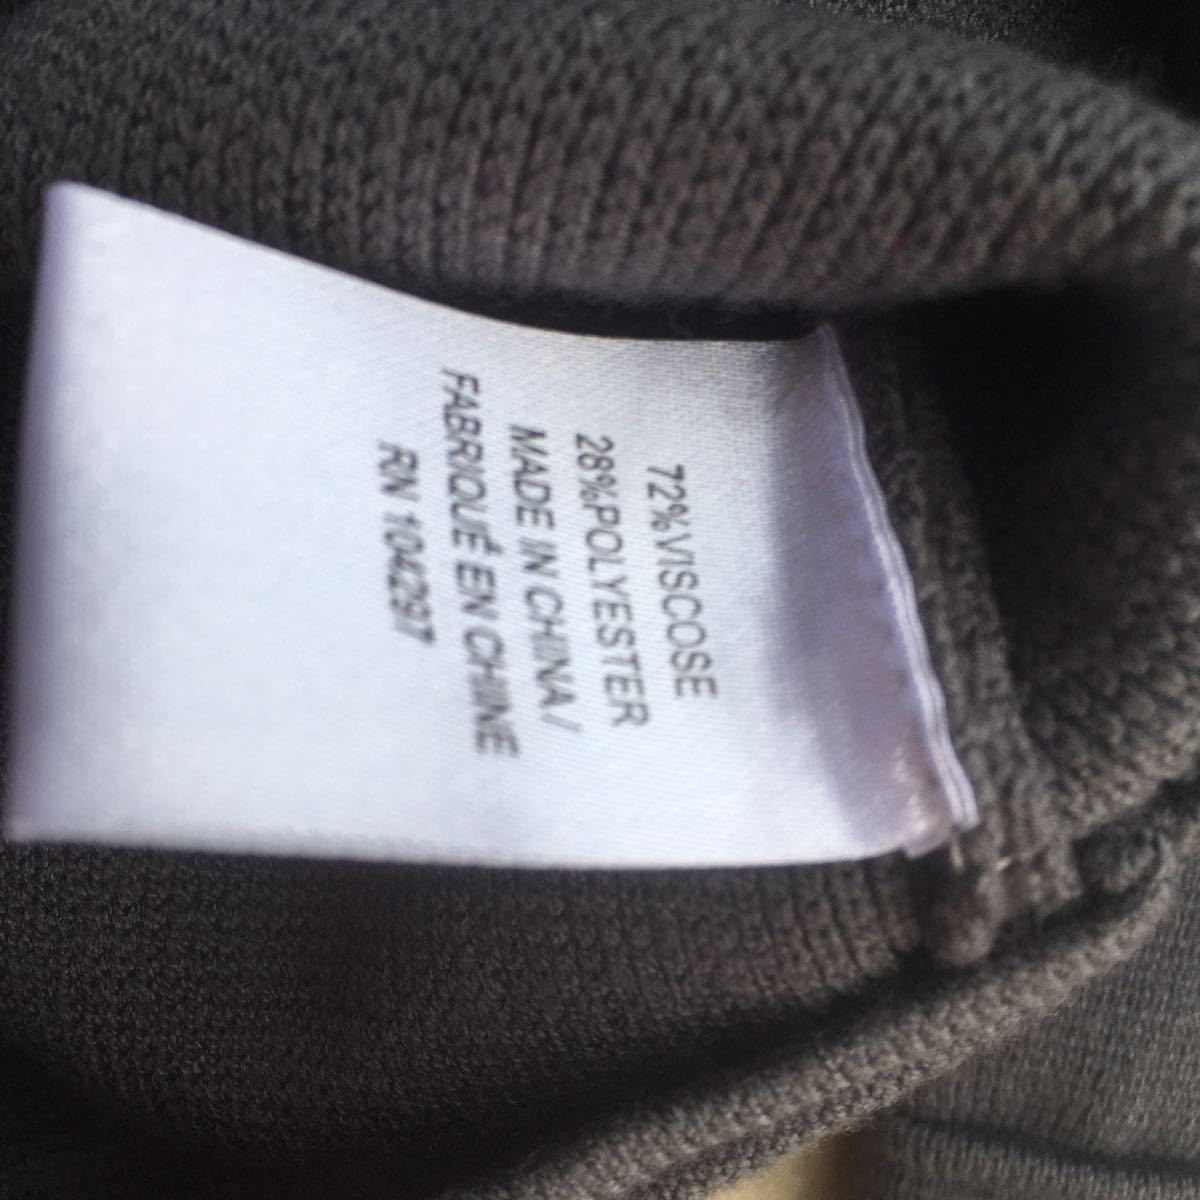 72%VISCOSE
28%POLYESTER
MADE IN CHINA /
FABRIQUÉ EN CHINE
RN 104297